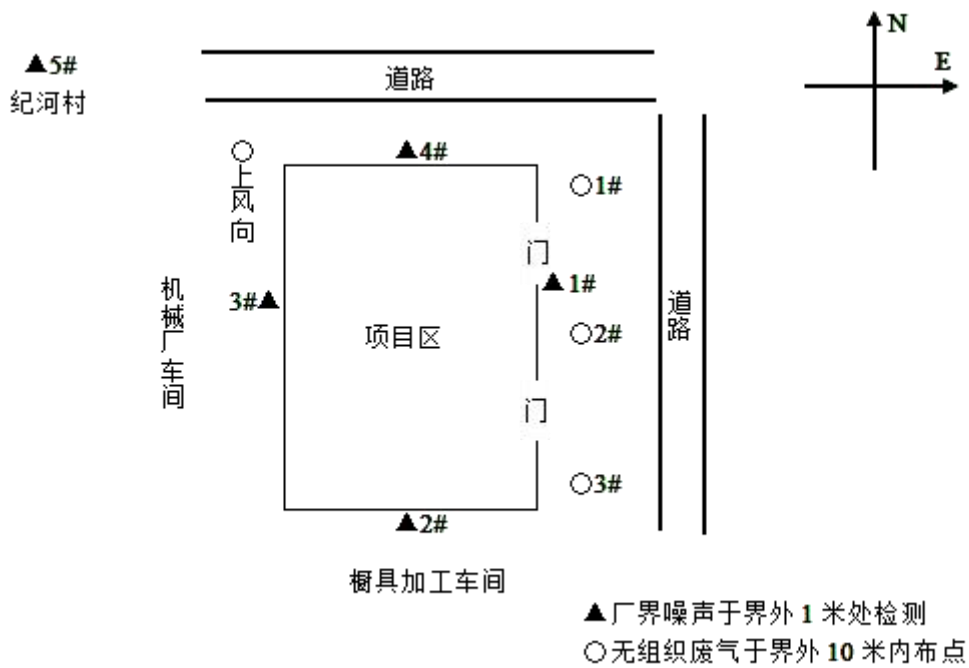 N
▲5#
道路
E
纪河村
▲4#
○1#
上风向
门
▲1#
3#▲
机械厂车间
项目区
○2#
道路
门
○3#
▲2#
橱具加工车间
▲厂界噪声于界外 1 米处检测
○无组织废气于界外 10 米内布点